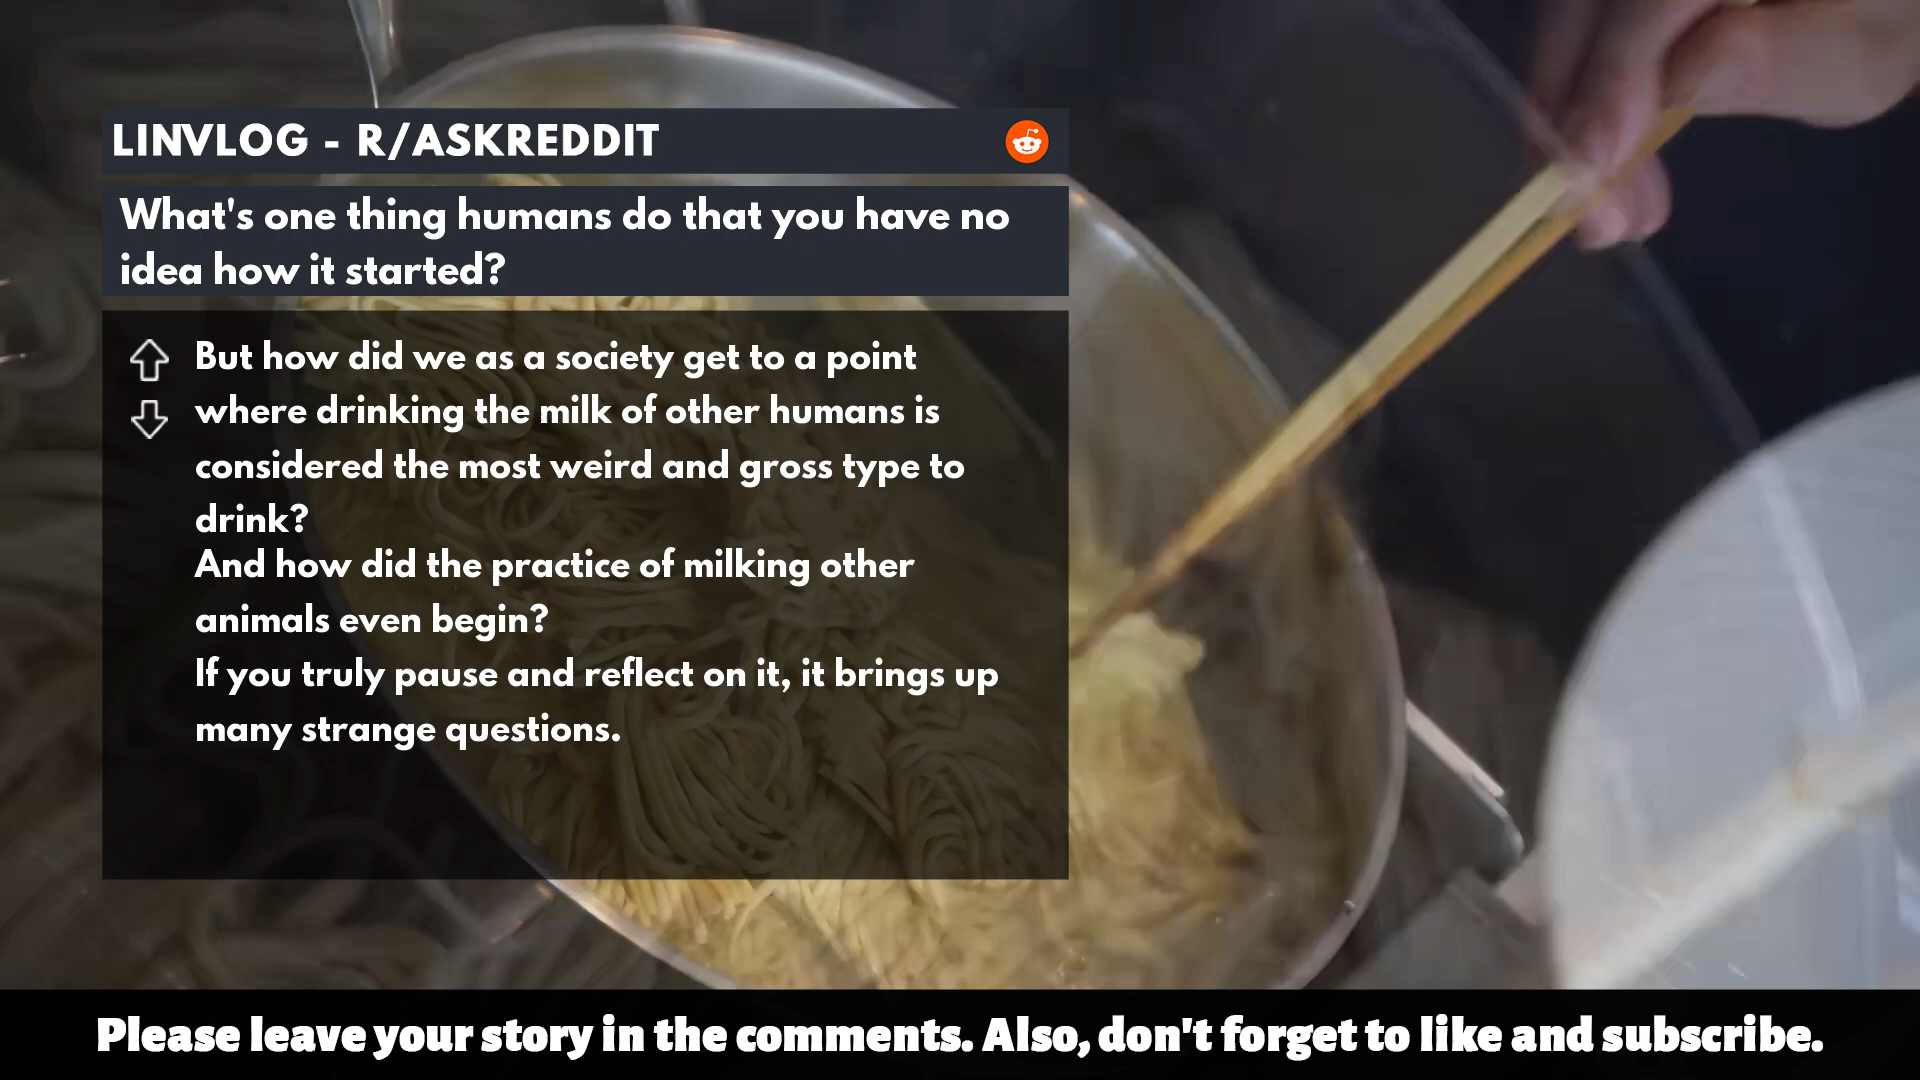 LINVLOG - R/ASKREDDIT
What's one thing humans do that you have no
idea how it started?
But how did we as a society get to a point
where drinking the milk of other humans is
considered the most weird and gross type to
drink?
And how did the practice of milking other
animals even begin?
If you truly pause and reflect on it, it brings up
many strange questions.
Please leave your story in the comments. Also, don't forget to like and subscribe.